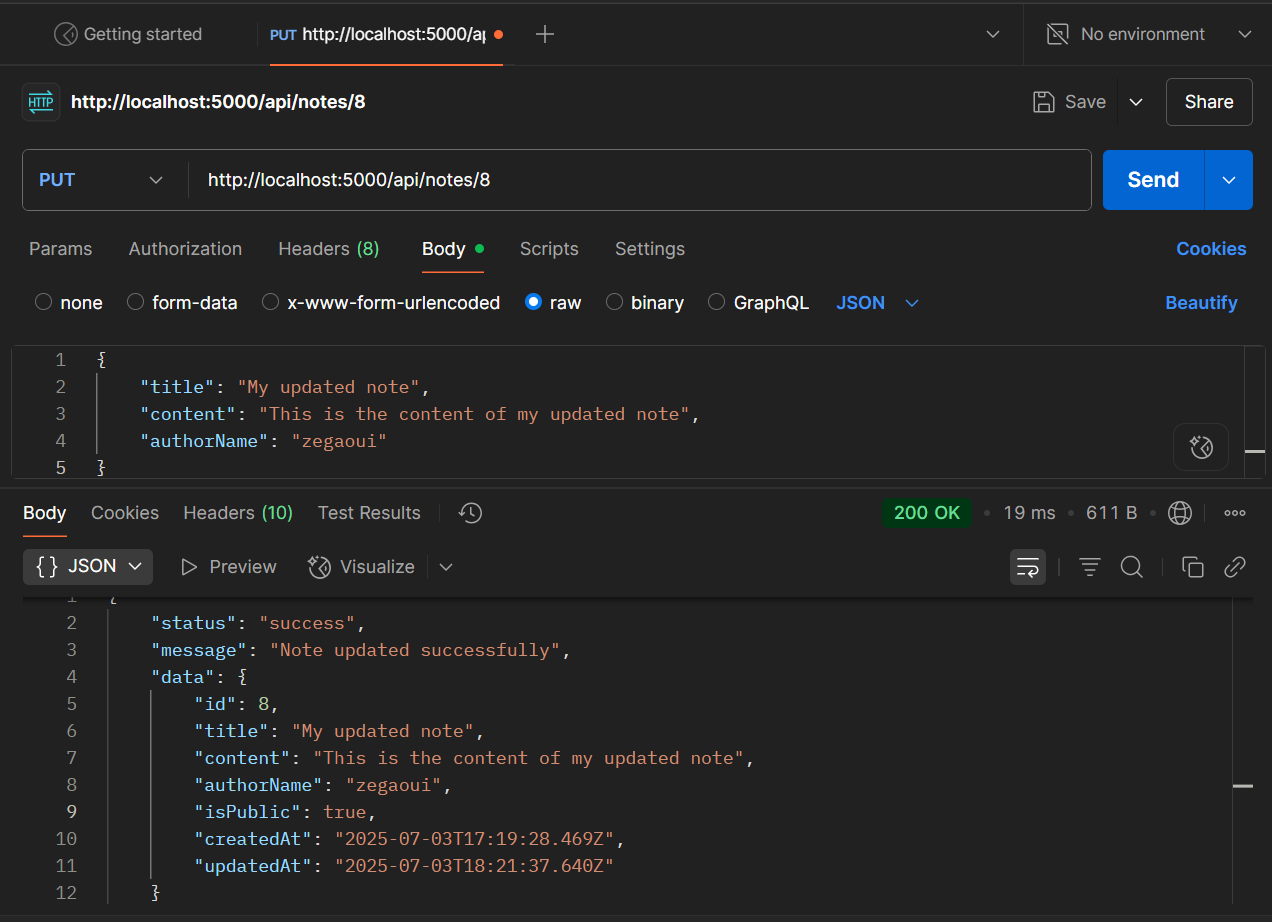 Getting started
PUT http://localhost:5000/ap
No environment
HTTP http://localhost:5000/api/notes/8
Save
Share
PUT http://localhost:5000/api/notes/8
Send
Params Authorization Headers (8) Body Scripts Settings Cookies
none form-data x-www-form-urlencoded raw binary GraphQL JSON Beautify
1 {
2 "title": "My updated note",
3 "content": "This is the content of my updated note",
4 "authorName": "zegaoui"
5 }
Body Cookies Headers (10) Test Results 200 OK • 19 ms • 611 B •
{} JSON Preview Visualize
1 {
2 "status": "success",
3 "message": "Note updated successfully",
4 "data": {
5 "id": 8,
6 "title": "My updated note",
7 "content": "This is the content of my updated note",
8 "authorName": "zegaoui",
9 "isPublic": true,
10 "createdAt": "2025-07-03T17:19:28.469Z",
11 "updatedAt": "2025-07-03T18:21:37.640Z"
12 }